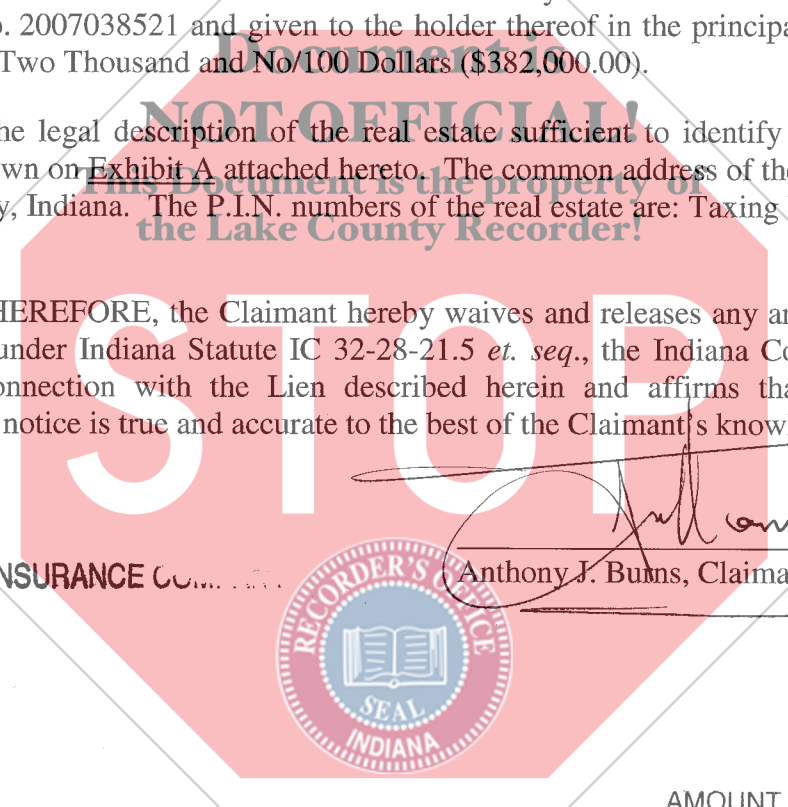 o. 2007038521 and given to the holder thereof in the principa
Two Thousand and No/100 Dollars ($382,000.00).
Document is
NOT OFFICIAL!
he legal description of the real estate sufficient to identify
wn on Exhibit A attached hereto. The common address of the
This Document is the property of
y, Indiana. The P.I.N. numbers of the real estate are: Taxing
the Lake County Recorder!
HEREFORE, the Claimant hereby waives and releases any an
under Indiana Statute IC 32-28-21.5 et. seq., the Indiana Co
onnection with the Lien described herein and affirms tha
notice is true and accurate to the best of the Claimant's knowl
STOP
NSURANCE
Anthony J. Burns, Claima
RECORDER'S OFFICE
SEAL
INDIANA
AMOUNT